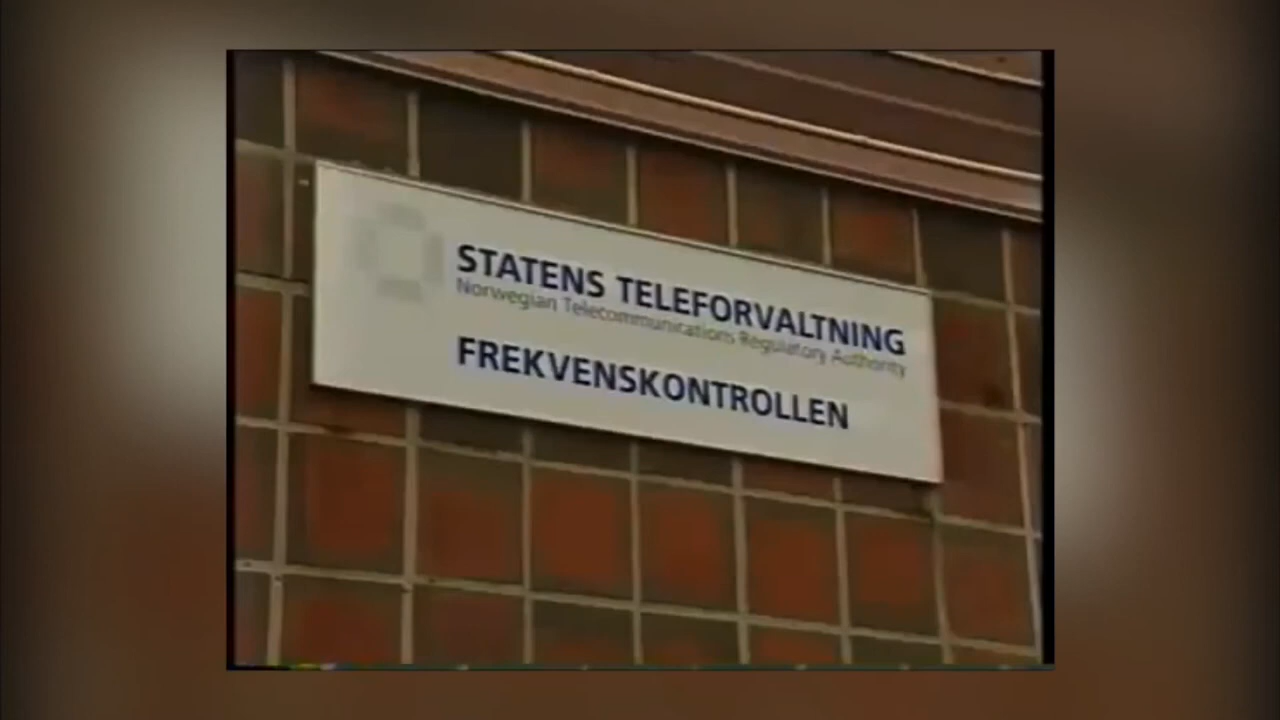 STATENS TELEFORVALTNING
Norwegian Telecommunications Regulatory Authority
FREKVENSKONTROLLEN